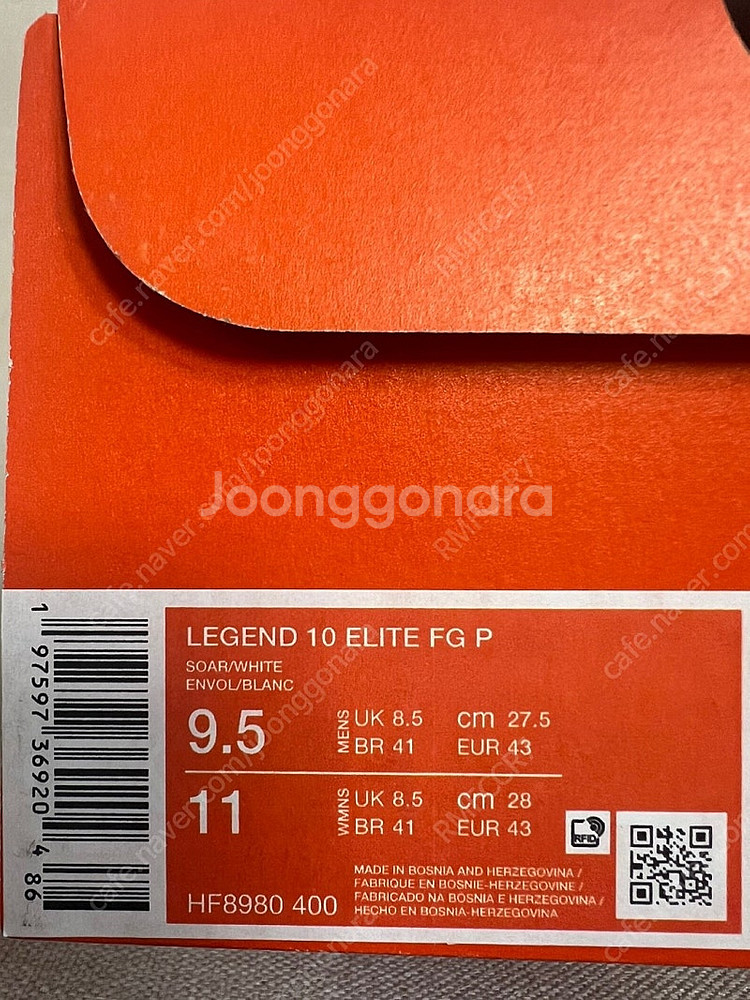 cafe.naver.com/joonggonara
RMFCCR7
Joonggonara
LEGEND 10 ELITE FG P
SOAR/WHITE
ENVOL/BLANC
9.5 MENS UK 8.5 cm 27.5
BR 41 EUR 43
11 WMNS UK 8.5 cm 28
BR 41 EUR 43
RFID
MADE IN BOSNIA AND HERZEGOVINA /
FABRIQUE EN BOSNIE-HERZEGOVINE /
FABRICADO NA BOSNIA E HERZEGOVINA /
HECHO EN BOSNIA-HERZEGOVINA
HF8980 400
1 97597 36920 4 86